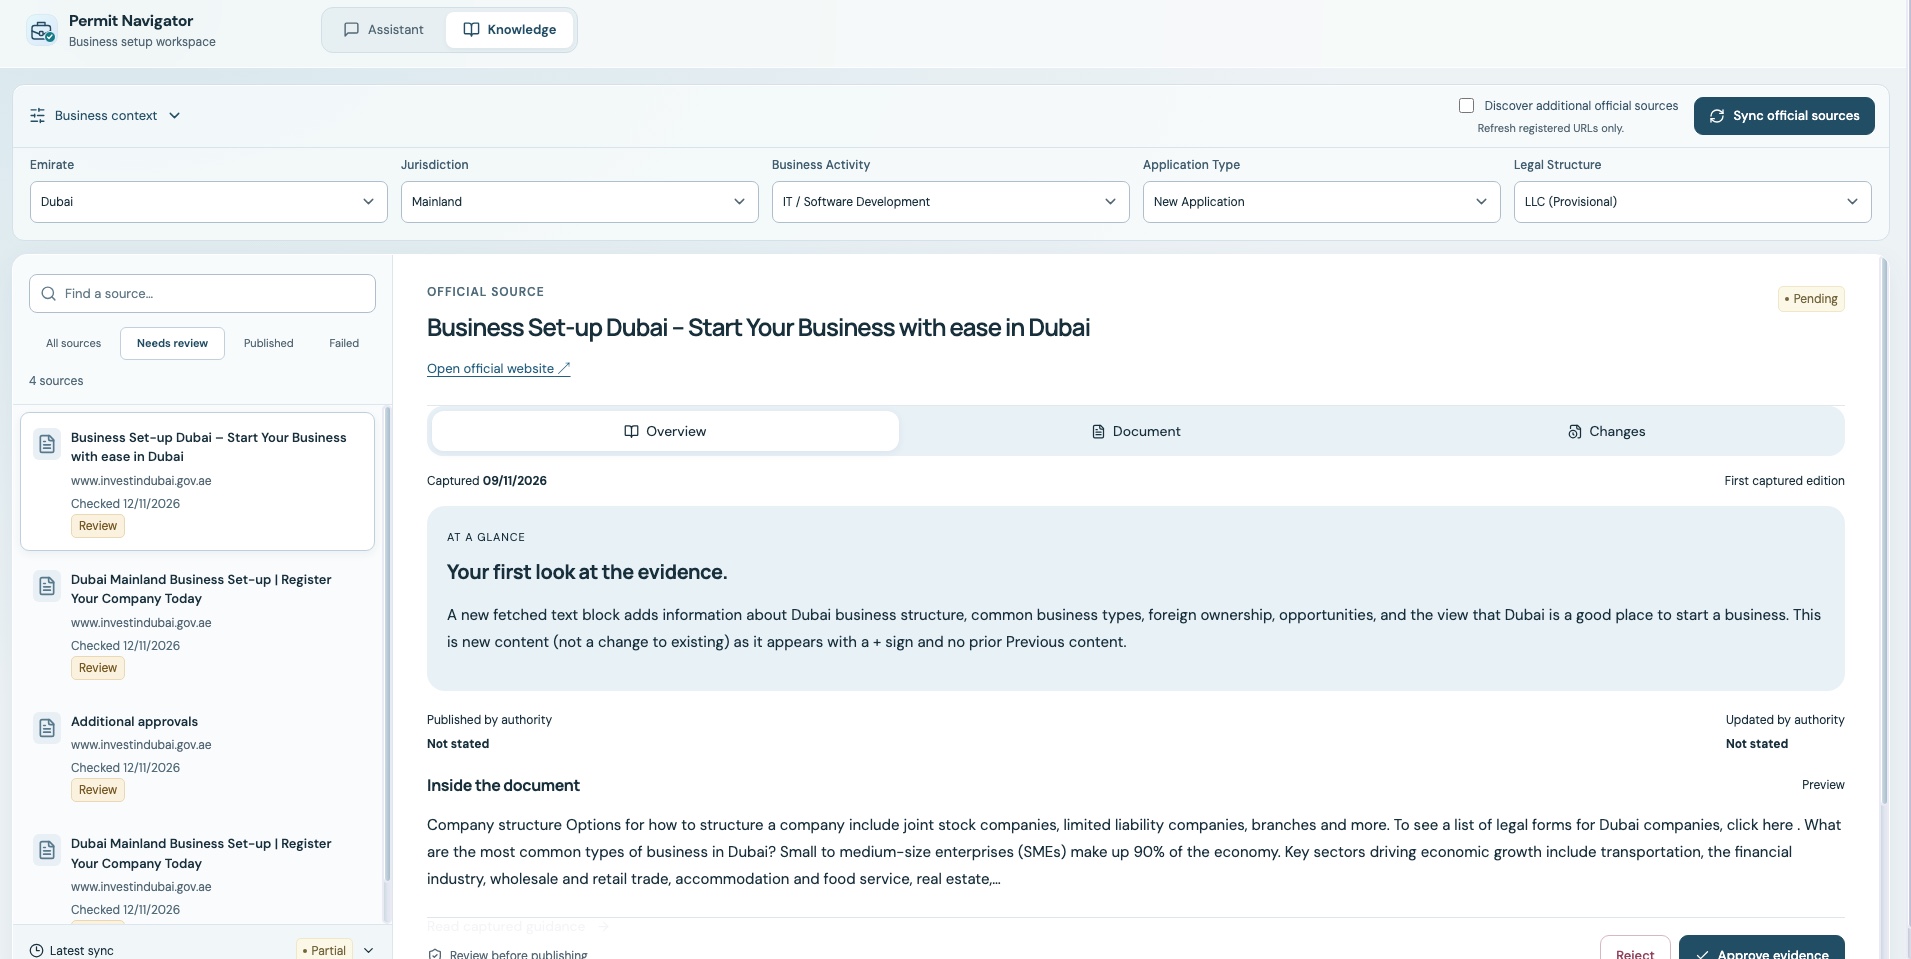 Permit Navigator
Business setup workspace
Assistant
Knowledge
Business context
Discover additional official sources
Refresh registered URLs only.
Sync official sources
Emirate
Jurisdiction
Business Activity
Application Type
Legal Structure
Dubai
Mainland
IT / Software Development
New Application
LLC (Provisional)
Find a source...
All sources
Needs review
Published
Failed
4 sources
Business Set-up Dubai – Start Your Business
with ease in Dubai
www.investindubai.gov.ae
Checked 12/11/2026
Review
Dubai Mainland Business Set-up | Register
Your Company Today
www.investindubai.gov.ae
Checked 12/11/2026
Review
Additional approvals
www.investindubai.gov.ae
Checked 12/11/2026
Review
Dubai Mainland Business Set-up | Register
Your Company Today
www.investindubai.gov.ae
Checked 12/11/2026
Latest sync
• Partial
OFFICIAL SOURCE
• Pending
Business Set-up Dubai – Start Your Business with ease in Dubai
Open official website ↗
Overview
Document
Changes
Captured 09/11/2026
First captured edition
AT A GLANCE
Your first look at the evidence.
A new fetched text block adds information about Dubai business structure, common business types, foreign ownership, opportunities, and the view that Dubai is a good place to start a business. This
is new content (not a change to existing) as it appears with a + sign and no prior Previous content.
Published by authority
Not stated
Updated by authority
Not stated
Inside the document
Preview
Company structure Options for how to structure a company include joint stock companies, limited liability companies, branches and more. To see a list of legal forms for Dubai companies, click here . What
are the most common types of business in Dubai? Small to medium-size enterprises (SMEs) make up 90% of the economy. Key sectors driving economic growth include transportation, the financial
industry, wholesale and retail trade, accommodation and food service, real estate,...
Read captured guidance →
Review before publishing
Reject
Approve evidence